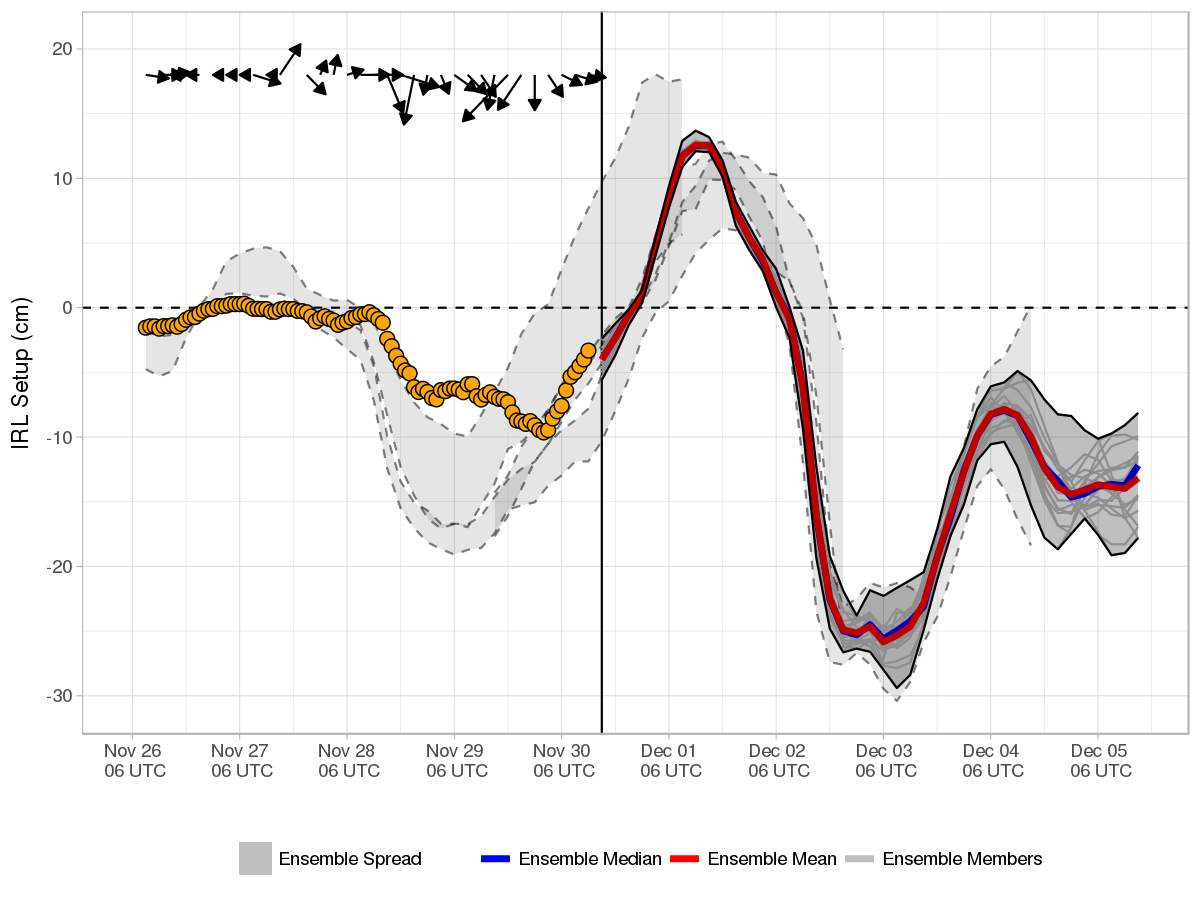 IRL Setup (cm)
20
10
0
-10
-20
-30
Nov 26 Nov 27 Nov 28 Nov 29 Nov 30 Dec 01 Dec 02 Dec 03 Dec 04 Dec 05
06 UTC 06 UTC 06 UTC 06 UTC 06 UTC 06 UTC 06 UTC 06 UTC 06 UTC 06 UTC
Ensemble Spread Ensemble Median Ensemble Mean Ensemble Members